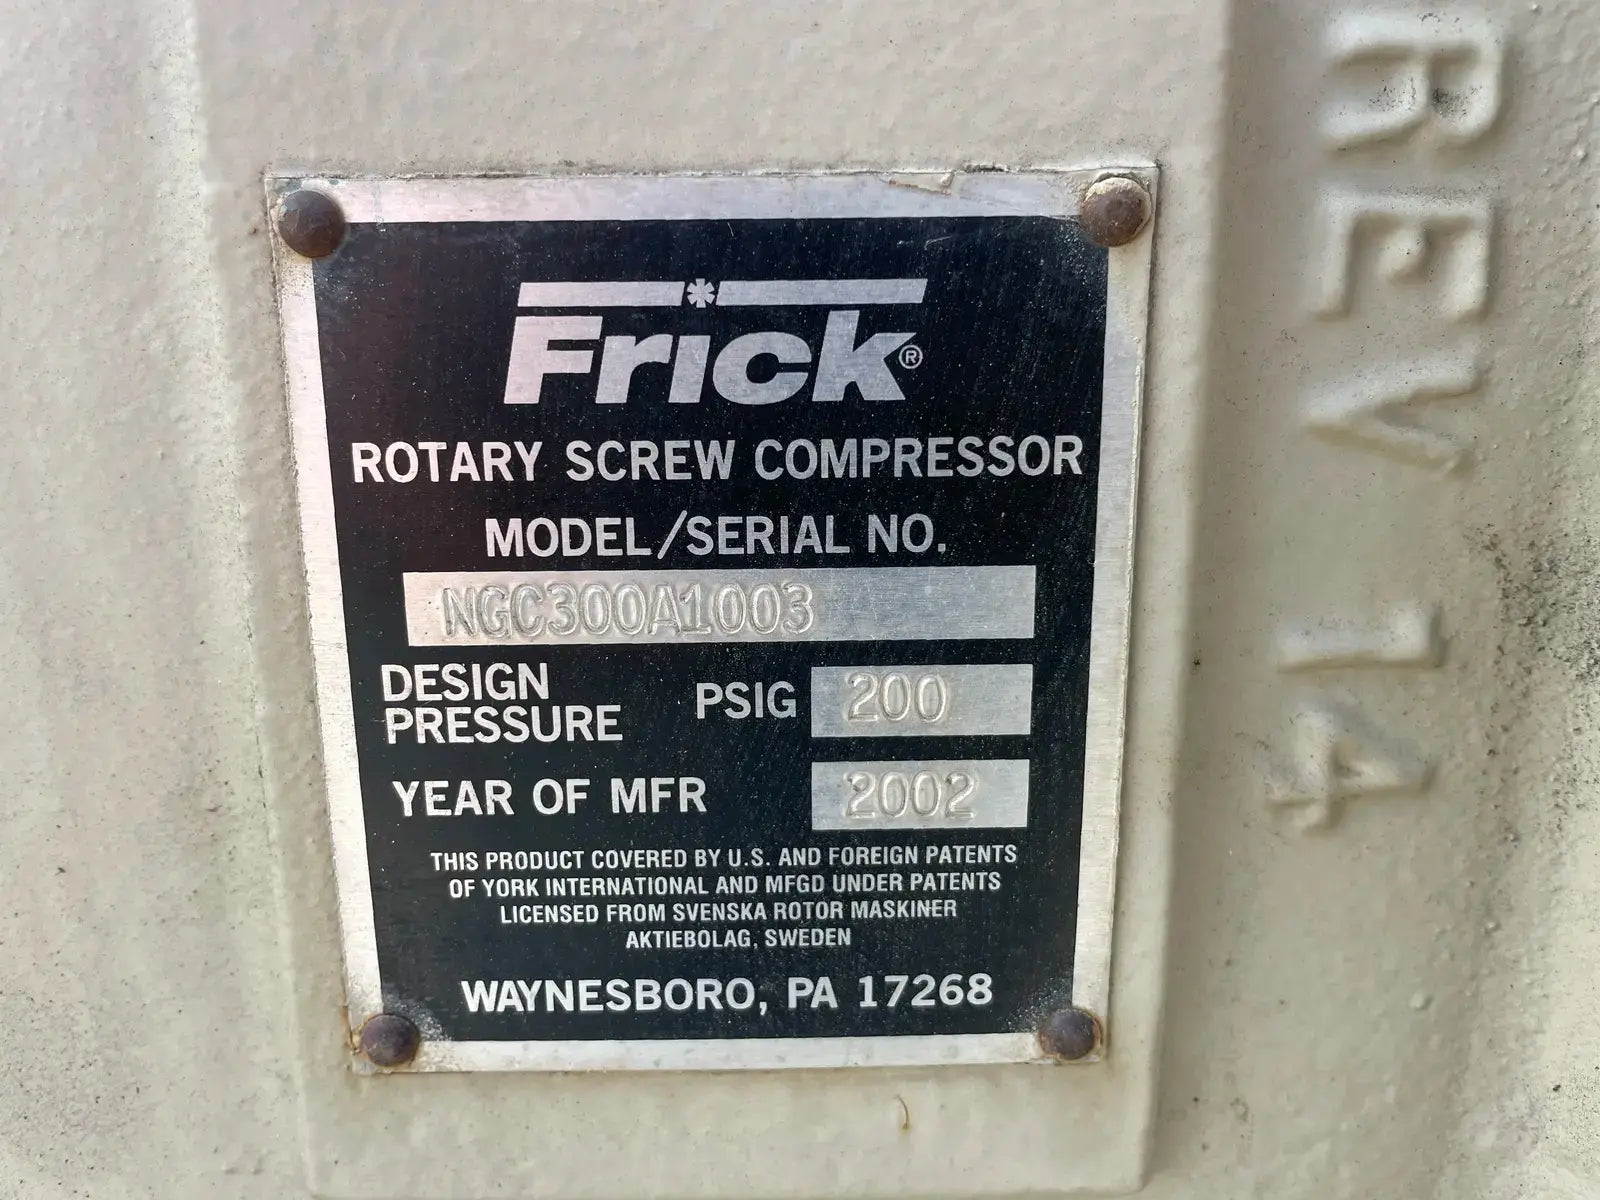 Frick®
ROTARY SCREW COMPRESSOR
MODEL/SERIAL NO.
NGC300A1003
DESIGN
PRESSURE PSIG 200
YEAR OF MFR 2002
THIS PRODUCT COVERED BY U.S. AND FOREIGN PATENTS
OF YORK INTERNATIONAL AND MFGD UNDER PATENTS
LICENSED FROM SVENSKA ROTOR MASKINER
AKTIEBOLAG, SWEDEN
WAYNESBORO, PA 17268
REV 14